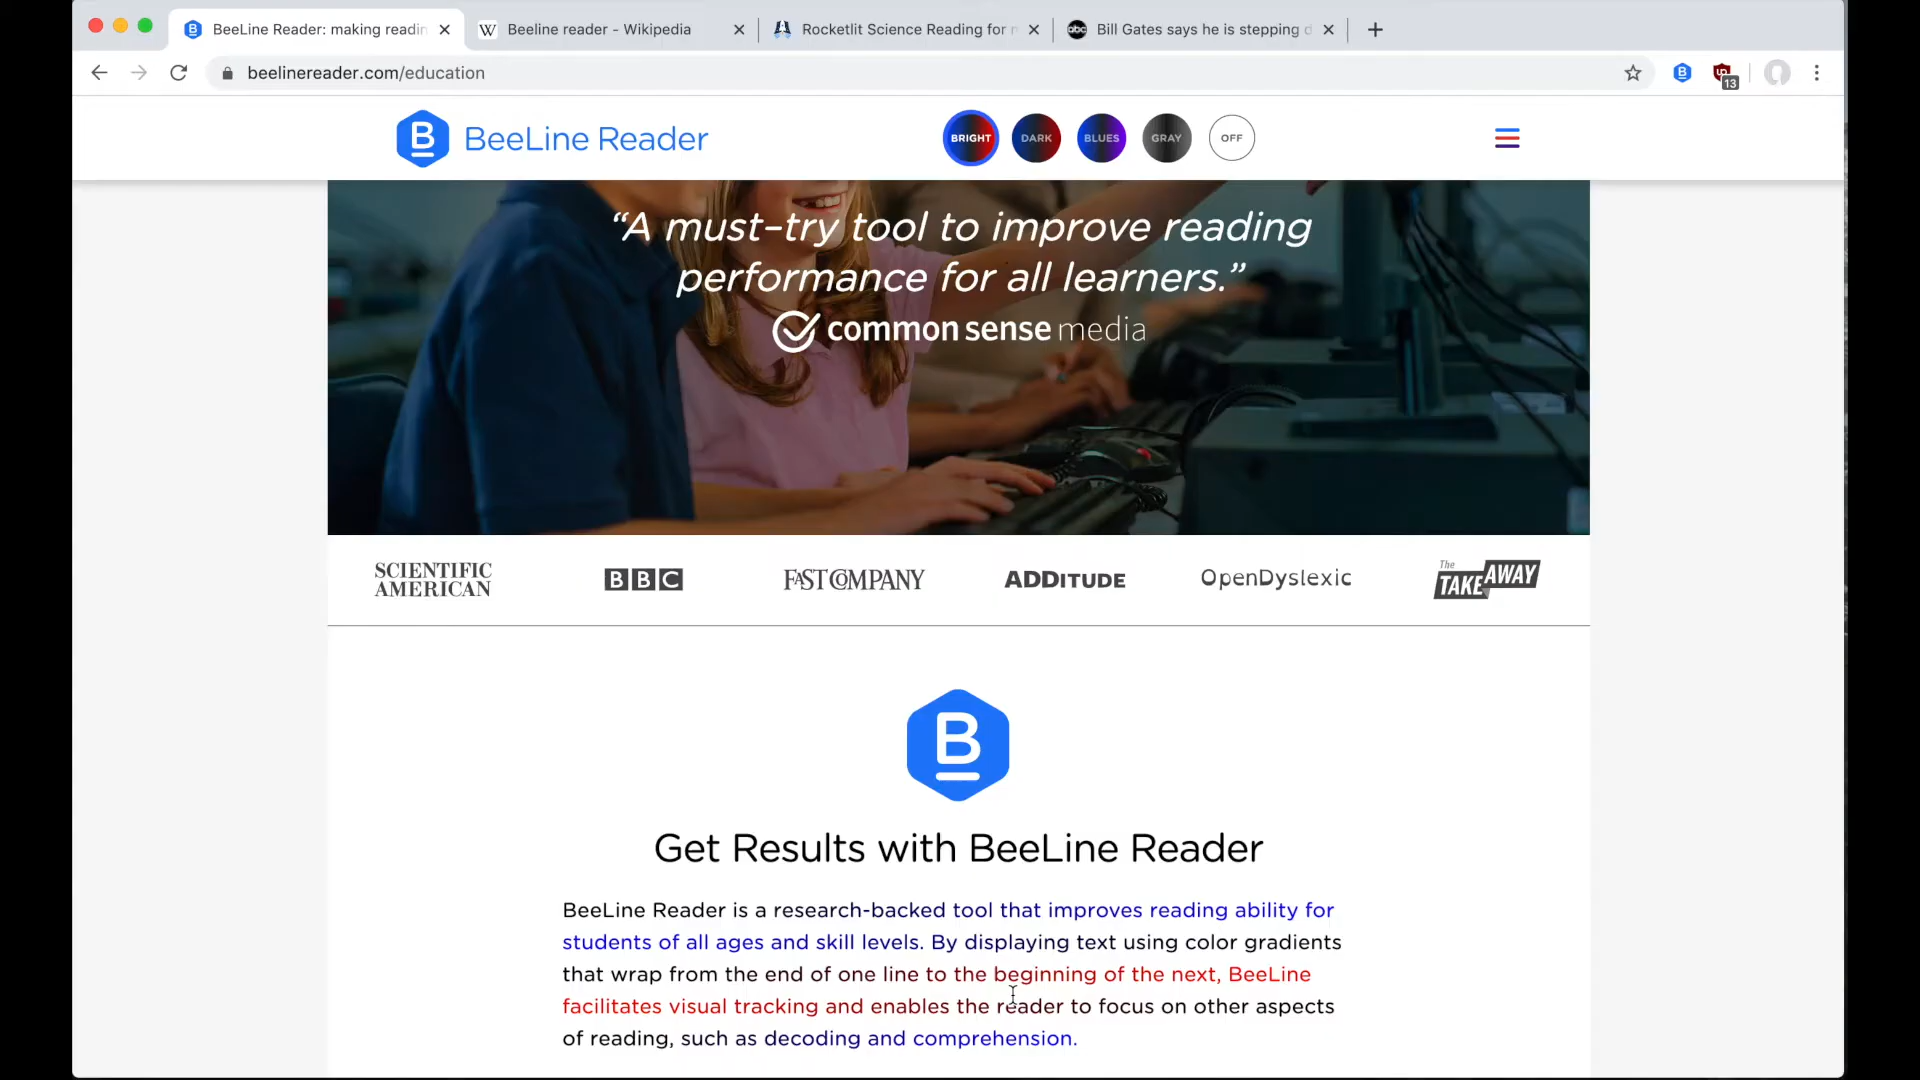 BeeLine Reader: making readin
Beeline reader - Wikipedia
Rocketlit Science Reading for
Bill Gates says he is stepping
beelinereader.com/education
13
B BeeLine Reader
BRIGHT DARK BLUES GRAY OFF
“A must-try tool to improve reading
performance for all learners.”
common sense media
SCIENTIFIC
AMERICAN
BBC
FAST COMPANY
ADDITUDE
OpenDyslexic
The
TAKEAWAY
B
Get Results with BeeLine Reader
BeeLine Reader is a research-backed tool that improves reading ability for
students of all ages and skill levels. By displaying text using color gradients
that wrap from the end of one line to the beginning of the next, BeeLine
facilitates visual tracking and enables the reader to focus on other aspects
of reading, such as decoding and comprehension.